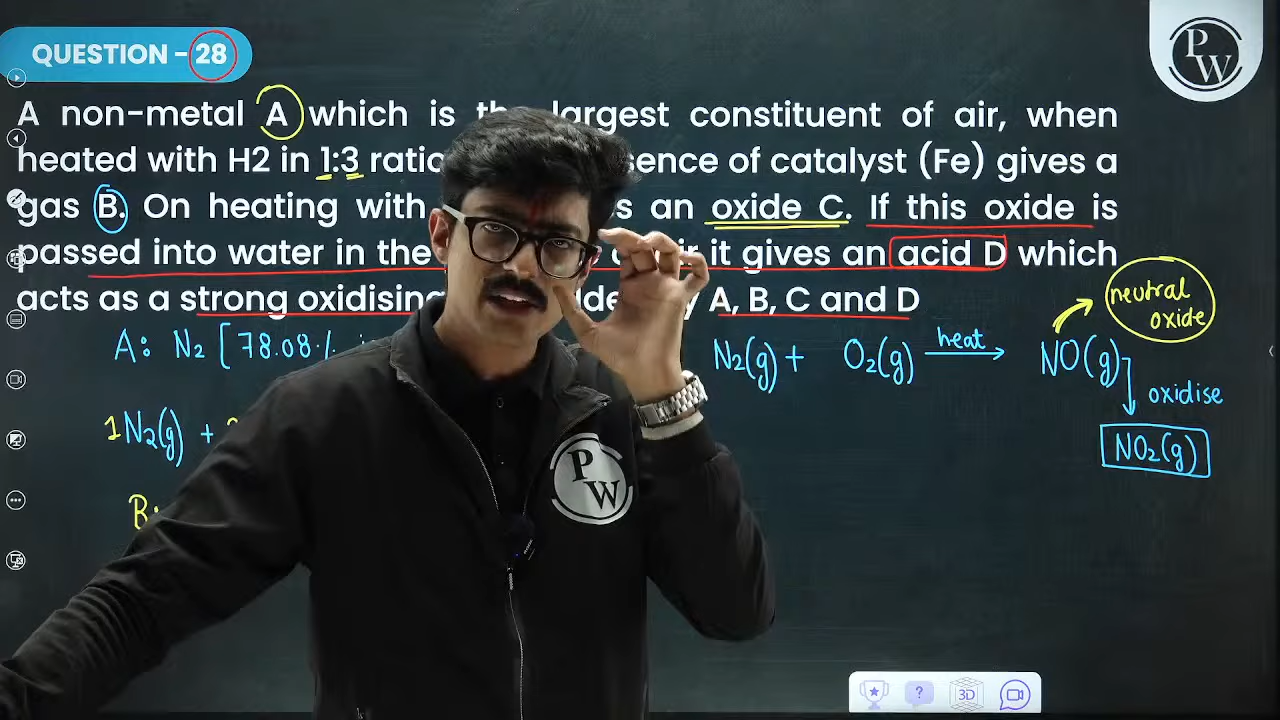 QUESTION - 28
P
W
A non-metal A which is the largest constituent of air, when
heated with H2 in 1:3 ratio sence of catalyst (Fe) gives a
gas B. On heating with s an oxide C. If this oxide is
passed into water in the it gives an acid D which
acts as a strong oxidising A, B, C and D
neutral
oxide
A: N₂ [78.08%
N₂(g) + O₂(g) heat NO(g)
oxidise
NO₂(g)
1N₂(g) +
B:
P
W
?
3D